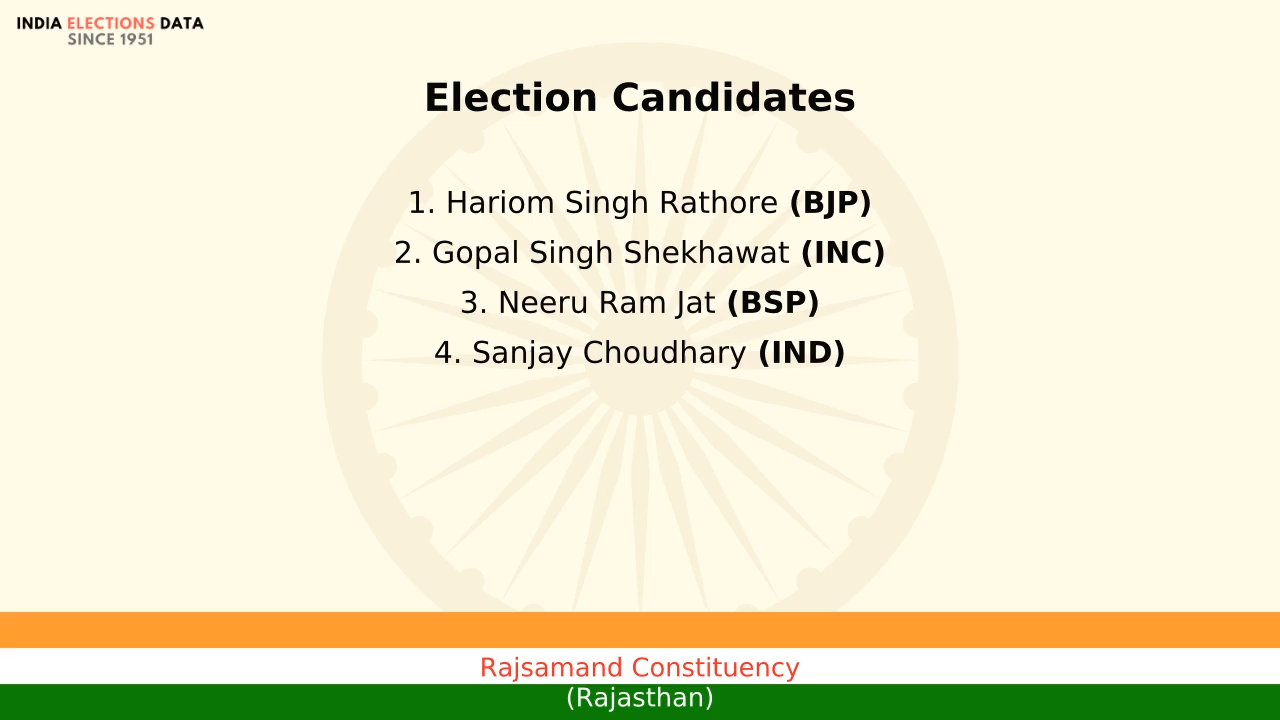 INDIA ELECTIONS DATA
SINCE 1951
Election Candidates
1. Hariom Singh Rathore (BJP)
2. Gopal Singh Shekhawat (INC)
3. Neeru Ram Jat (BSP)
4. Sanjay Choudhary (IND)
Rajsamand Constituency
(Rajasthan)